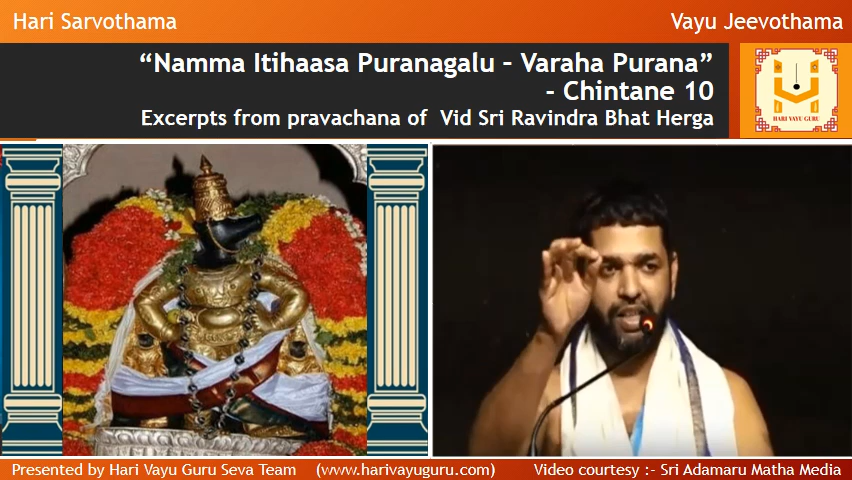 Hari Sarvothama
Vayu Jeevothama
“Namma Itihaasa Puranagalu – Varaha Purana”
- Chintane 10
Excerpts from pravachana of Vid Sri Ravindra Bhat Herga
HARI VAYU GURU
Presented by Hari Vayu Guru Seva Team (www.harivayuguru.com)
Video courtesy :- Sri Adamaru Matha Media